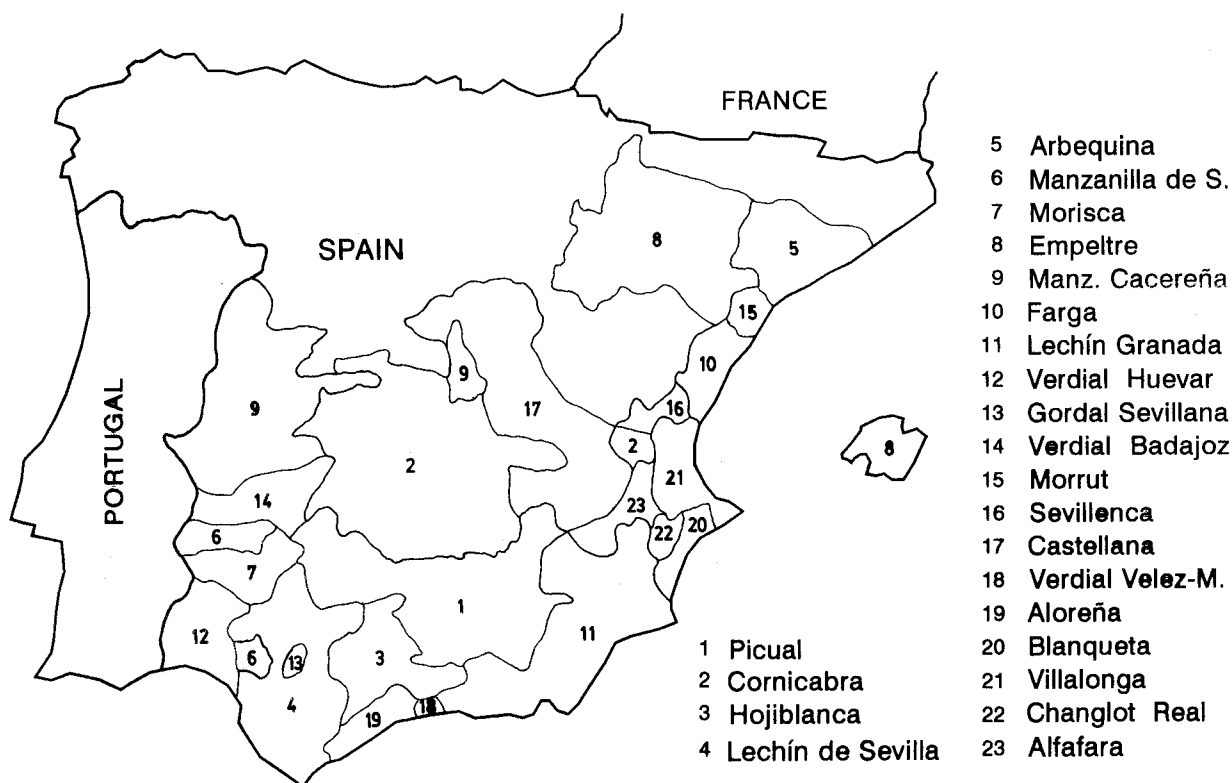 FRANCE
SPAIN
PORTUGAL
8
5
15
9
10
9
17
16
2
2
8
21
14
23
20
22
6
7
1
12
6
13
3
11
4
19
18
1 Picual
2 Cornicabra
3 Hojiblanca
4 Lechín de Sevilla
5 Arbequina
6 Manzanilla de S.
7 Morisca
8 Empeltre
9 Manz. Cacereña
10 Farga
11 Lechín Granada
12 Verdial Huevar
13 Gordal Sevillana
14 Verdial Badajoz
15 Morrut
16 Sevillenca
17 Castellana
18 Verdial Velez-M.
19 Aloreña
20 Blanqueta
21 Villalonga
22 Changlot Real
23 Alfafara